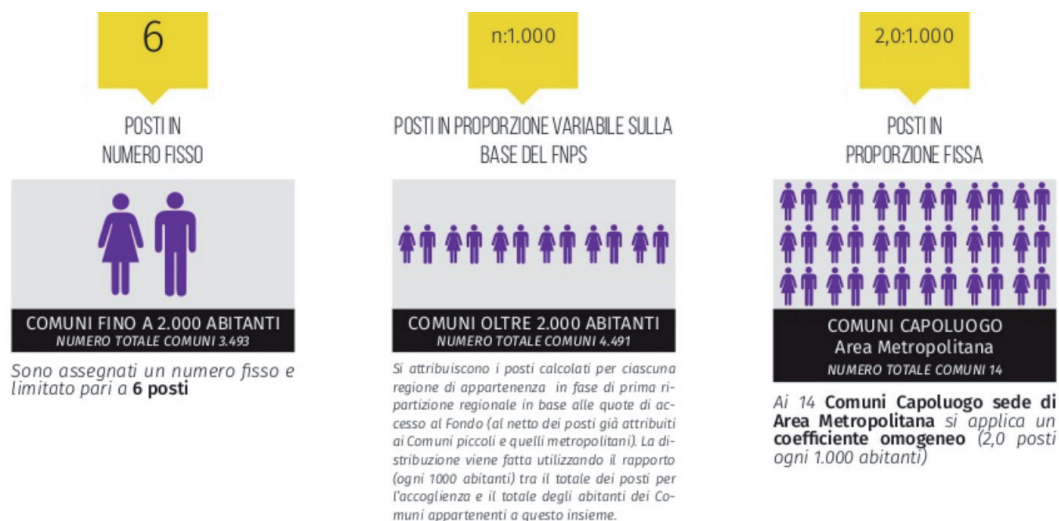 6
POSTI IN
NUMERO FISSO
COMUNI FINO A 2.000 ABITANTI
NUMERO TOTALE COMUNI 3.493
Sono assegnati un numero fisso e
limitato pari a 6 posti
n:1.000
POSTI IN PROPORZIONE VARIABILE SULLA
BASE DEL FNPS
COMUNI OLTRE 2.000 ABITANTI
NUMERO TOTALE COMUNI 4.491
Si attribuiscono i posti calcolati per ciascuna
regione di appartenenza in fase di prima ri-
partizione regionale in base alle quote di ac-
cesso al Fondo (al netto dei posti già attribuiti
ai Comuni piccoli e quelli metropolitani). La di-
stribuzione viene fatta utilizzando il rapporto
(ogni 1000 abitanti) tra il totale dei posti per
l'accoglienza e il totale degli abitanti dei Co-
muni appartenenti a questo insieme.
2,0:1.000
POSTI IN
PROPORZIONE FISSA
COMUNI CAPOLUOGO
Area Metropolitana
NUMERO TOTALE COMUNI 14
Ai 14 Comuni Capoluogo sede di
Area Metropolitana si applica un
coefficiente omogeneo (2,0 posti
ogni 1.000 abitanti)